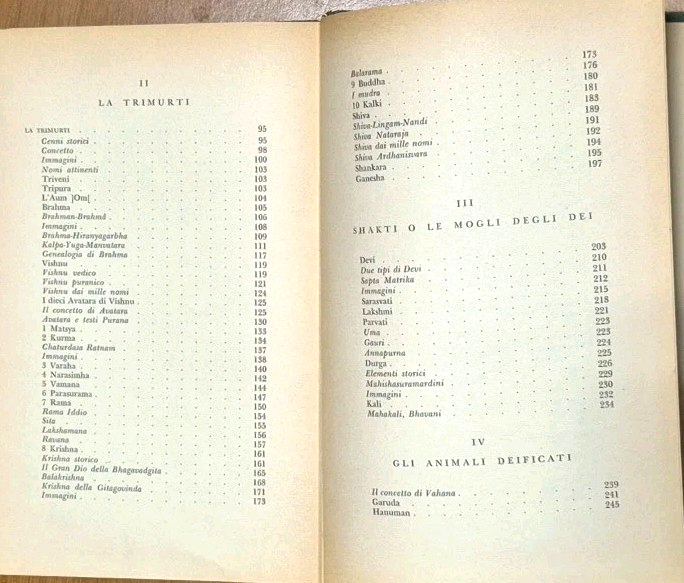 II
LA TRIMURTI
LA TRIMURTI 95
Cenni storici 95
Concetto 98
Immagini 100
Nomi attinenti 103
Triveni 103
Tripura 103
L'Aum ]Om[ 104
Brahma 105
Brahman-Brahmā 106
Immagini 108
Brahma-Hiranyagarbha 109
Kalpa-Yuga-Manvatara 111
Genealogia di Brahma 117
Vishnu 119
Vishnu vedico 119
Vishnu puranico 121
Vishnu dai mille nomi 124
I dieci Avatara di Vishnu 125
Il concetto di Avatara 125
Avatara e testi Purana 130
1 Matsya 133
2 Kurma 134
Chaturdasa Ratnam 137
Immagini 138
3 Varaha 140
4 Narasimha 142
5 Vamana 144
6 Parasurama 147
7 Rama 150
Rama Iddio 154
Sita 155
Lakshamana 156
Ravana 157
8 Krishna 161
Krishna storico 161
Il Gran Dio della Bhagavadgita 165
Balakrishna 168
Krishna della Gitagovinda 171
Immagini 173
Balarama 173
9 Buddha 176
I mudra 180
10 Kalki 181
Shiva 183
Shiva-Lingam-Nandi 189
Shiva Nataraja 191
Shiva dai mille nomi 192
Shiva Ardhanisvara 194
Shankara 195
Ganesha 197
III
SHAKTI O LE MOGLI DEGLI DEI
Devi 203
Due tipi di Devi 210
Sapta Matrika 211
Immagini 212
Sarasvati 215
Lakshmi 218
Parvati 221
Uma 223
Gauri 223
Annapurna 224
Durga 225
Elementi storici 226
Mahishasuramardini 229
Immagini 230
Kali 232
Mahakali, Bhavani 234
IV
GLI ANIMALI DEIFICATI
Il concetto di Vahana 239
Garuda 241
Hanuman 245